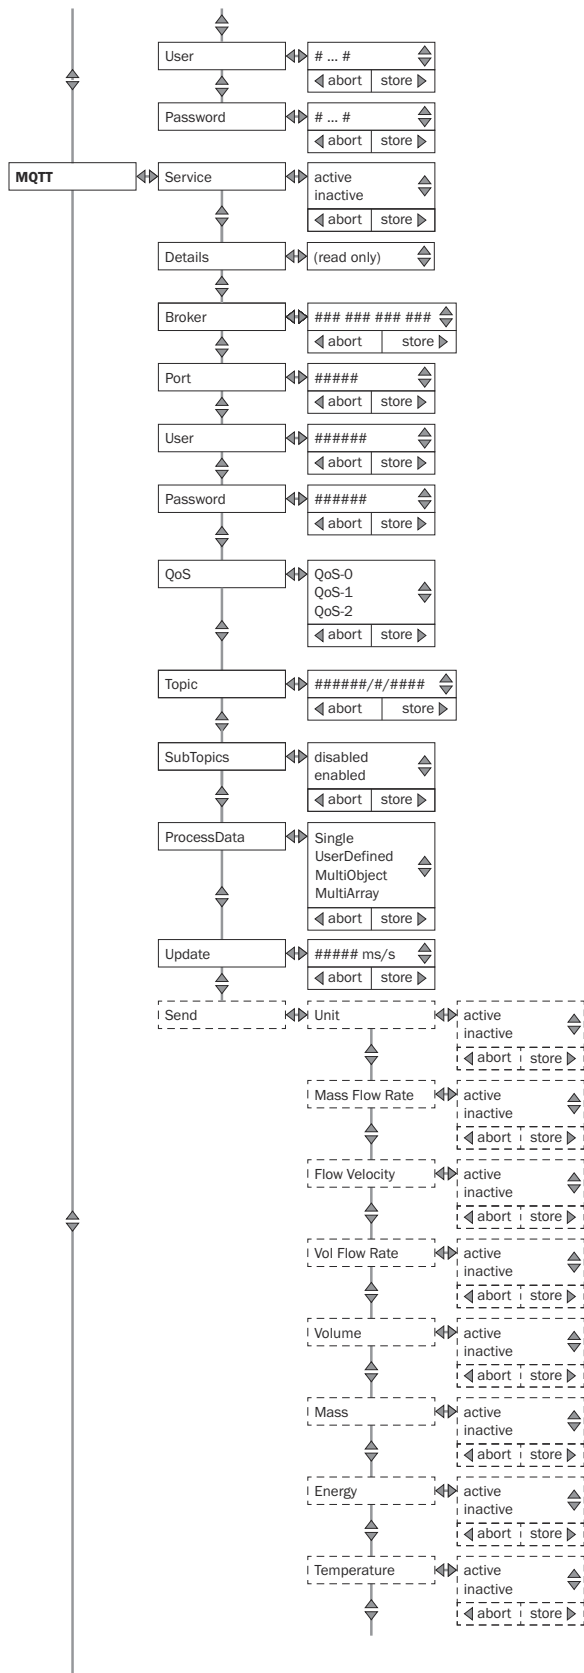 User
# ... #
abort store
Password
# ... #
abort store
MQTT
Service
active
inactive
abort store
Details
(read only)
Broker
### ### ### ###
abort store
Port
#####
abort store
User
######
abort store
Password
######
abort store
QoS
QoS-0
QoS-1
QoS-2
abort store
Topic
######/#/####
abort store
SubTopics
disabled
enabled
abort store
ProcessData
Single
UserDefined
MultiObject
MultiArray
abort store
Update
##### ms/s
abort store
Send
Unit
active
inactive
abort store
Mass Flow Rate
active
inactive
abort store
Flow Velocity
active
inactive
abort store
Vol Flow Rate
active
inactive
abort store
Volume
active
inactive
abort store
Mass
active
inactive
abort store
Energy
active
inactive
abort store
Temperature
active
inactive
abort store